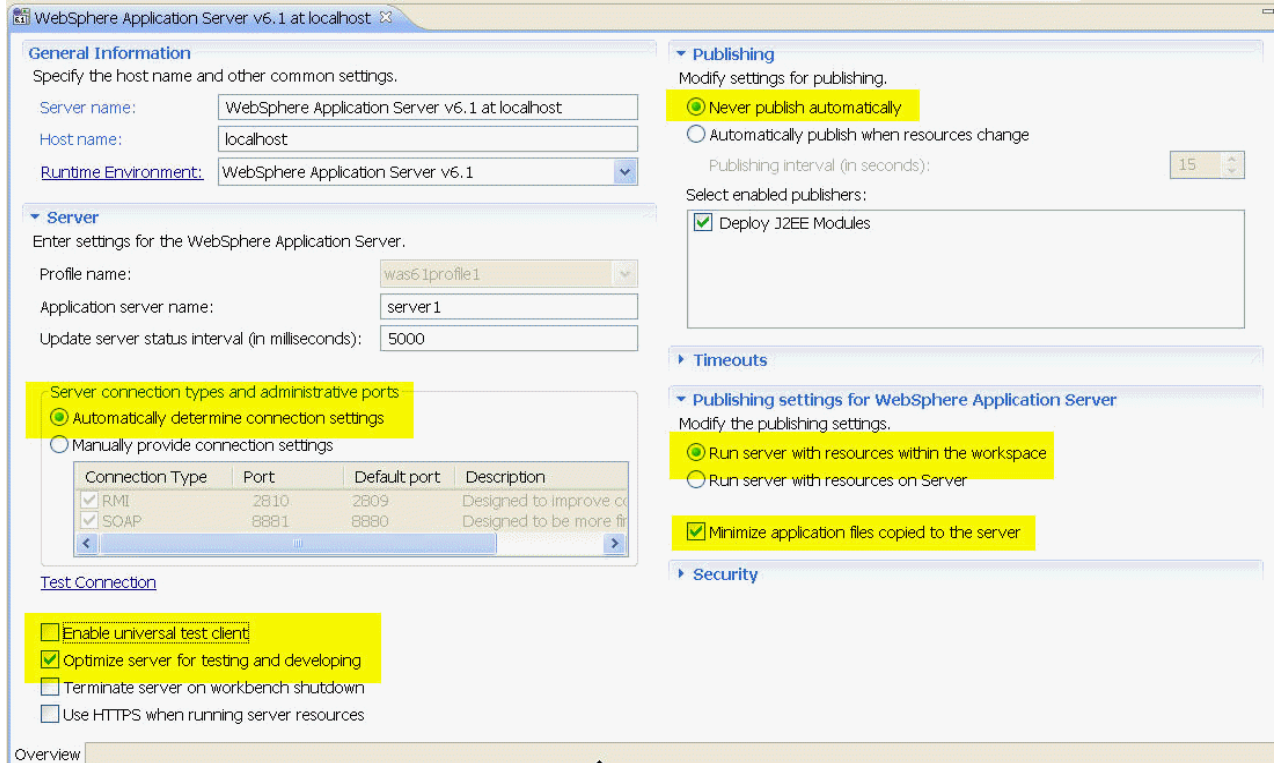 WebSphere Application Server v6.1 at localhost
General Information
Specify the host name and other common settings.
Server name: WebSphere Application Server v6.1 at localhost
Host name: localhost
Runtime Environment: WebSphere Application Server v6.1
Server
Enter settings for the WebSphere Application Server.
Profile name: was61profile1
Application server name: server1
Update server status interval (in milliseconds): 5000
Server connection types and administrative ports
Automatically determine connection settings
Manually provide connection settings
Connection Type Port Default port Description
RMI 2810 2809 Designed to improve co
SOAP 8881 8880 Designed to be more fir
Test Connection
Enable universal test client
Optimize server for testing and developing
Terminate server on workbench shutdown
Use HTTPS when running server resources
Overview
Publishing
Modify settings for publishing.
Never publish automatically
Automatically publish when resources change
Publishing interval (in seconds): 15
Select enabled publishers:
Deploy J2EE Modules
Timeouts
Publishing settings for WebSphere Application Server
Modify the publishing settings.
Run server with resources within the workspace
Run server with resources on Server
Minimize application files copied to the server
Security